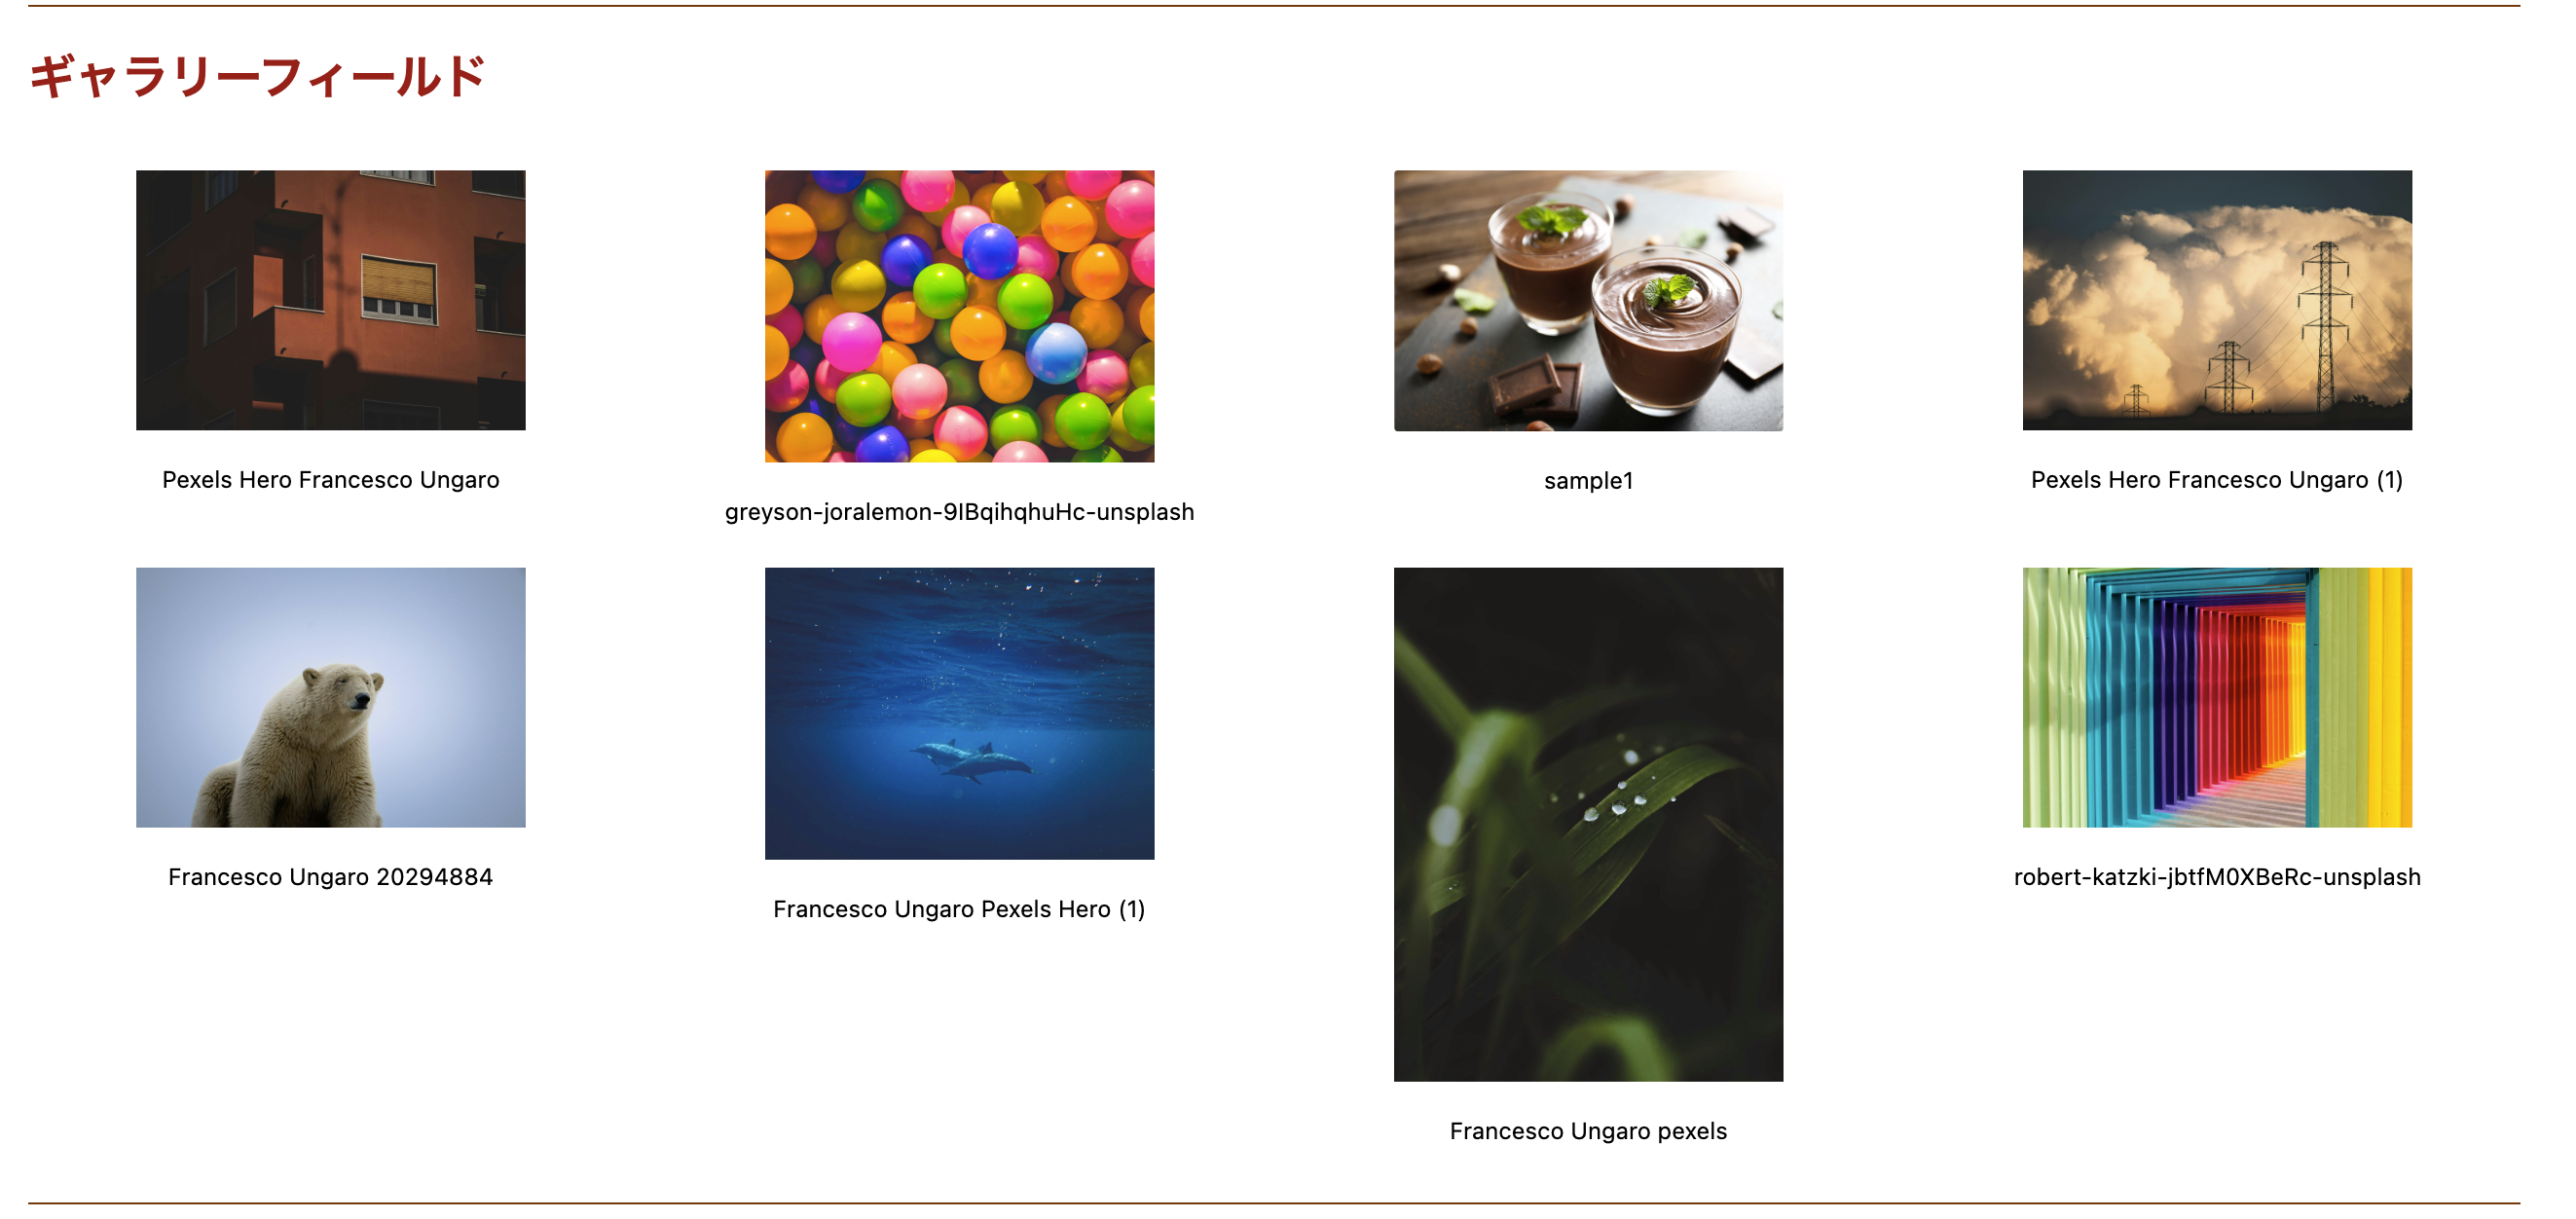 ギャラリーフィールド
Pexels Hero Francesco Ungaro
greyson-joralemon-9IBqihqhuHc-unsplash
sample1
Pexels Hero Francesco Ungaro (1)
Francesco Ungaro 20294884
Francesco Ungaro Pexels Hero (1)
Francesco Ungaro pexels
robert-katzki-jbtfM0XBeRc-unsplash